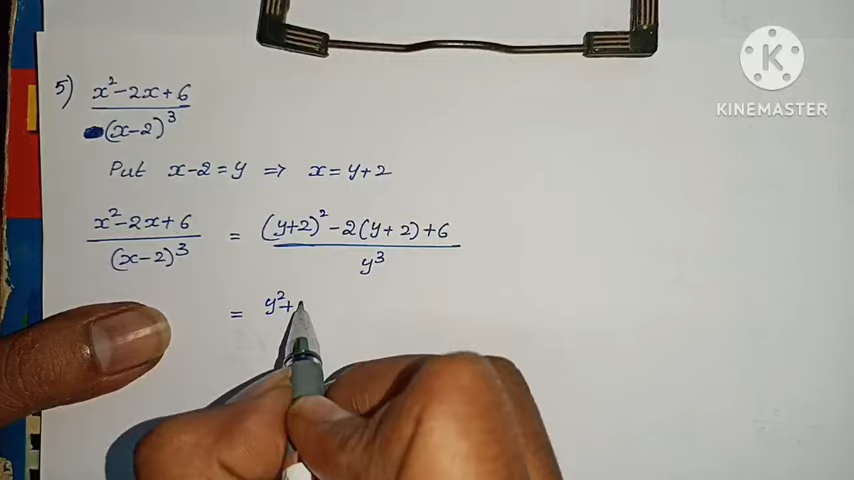 K
KINEMASTER
5) x²-2x+6 / (x-2)³
Put x-2=y ⇒ x=y+2
x²-2x+6 / (x-2)³ = (y+2)²-2(y+2)+6 / y³
= y²+